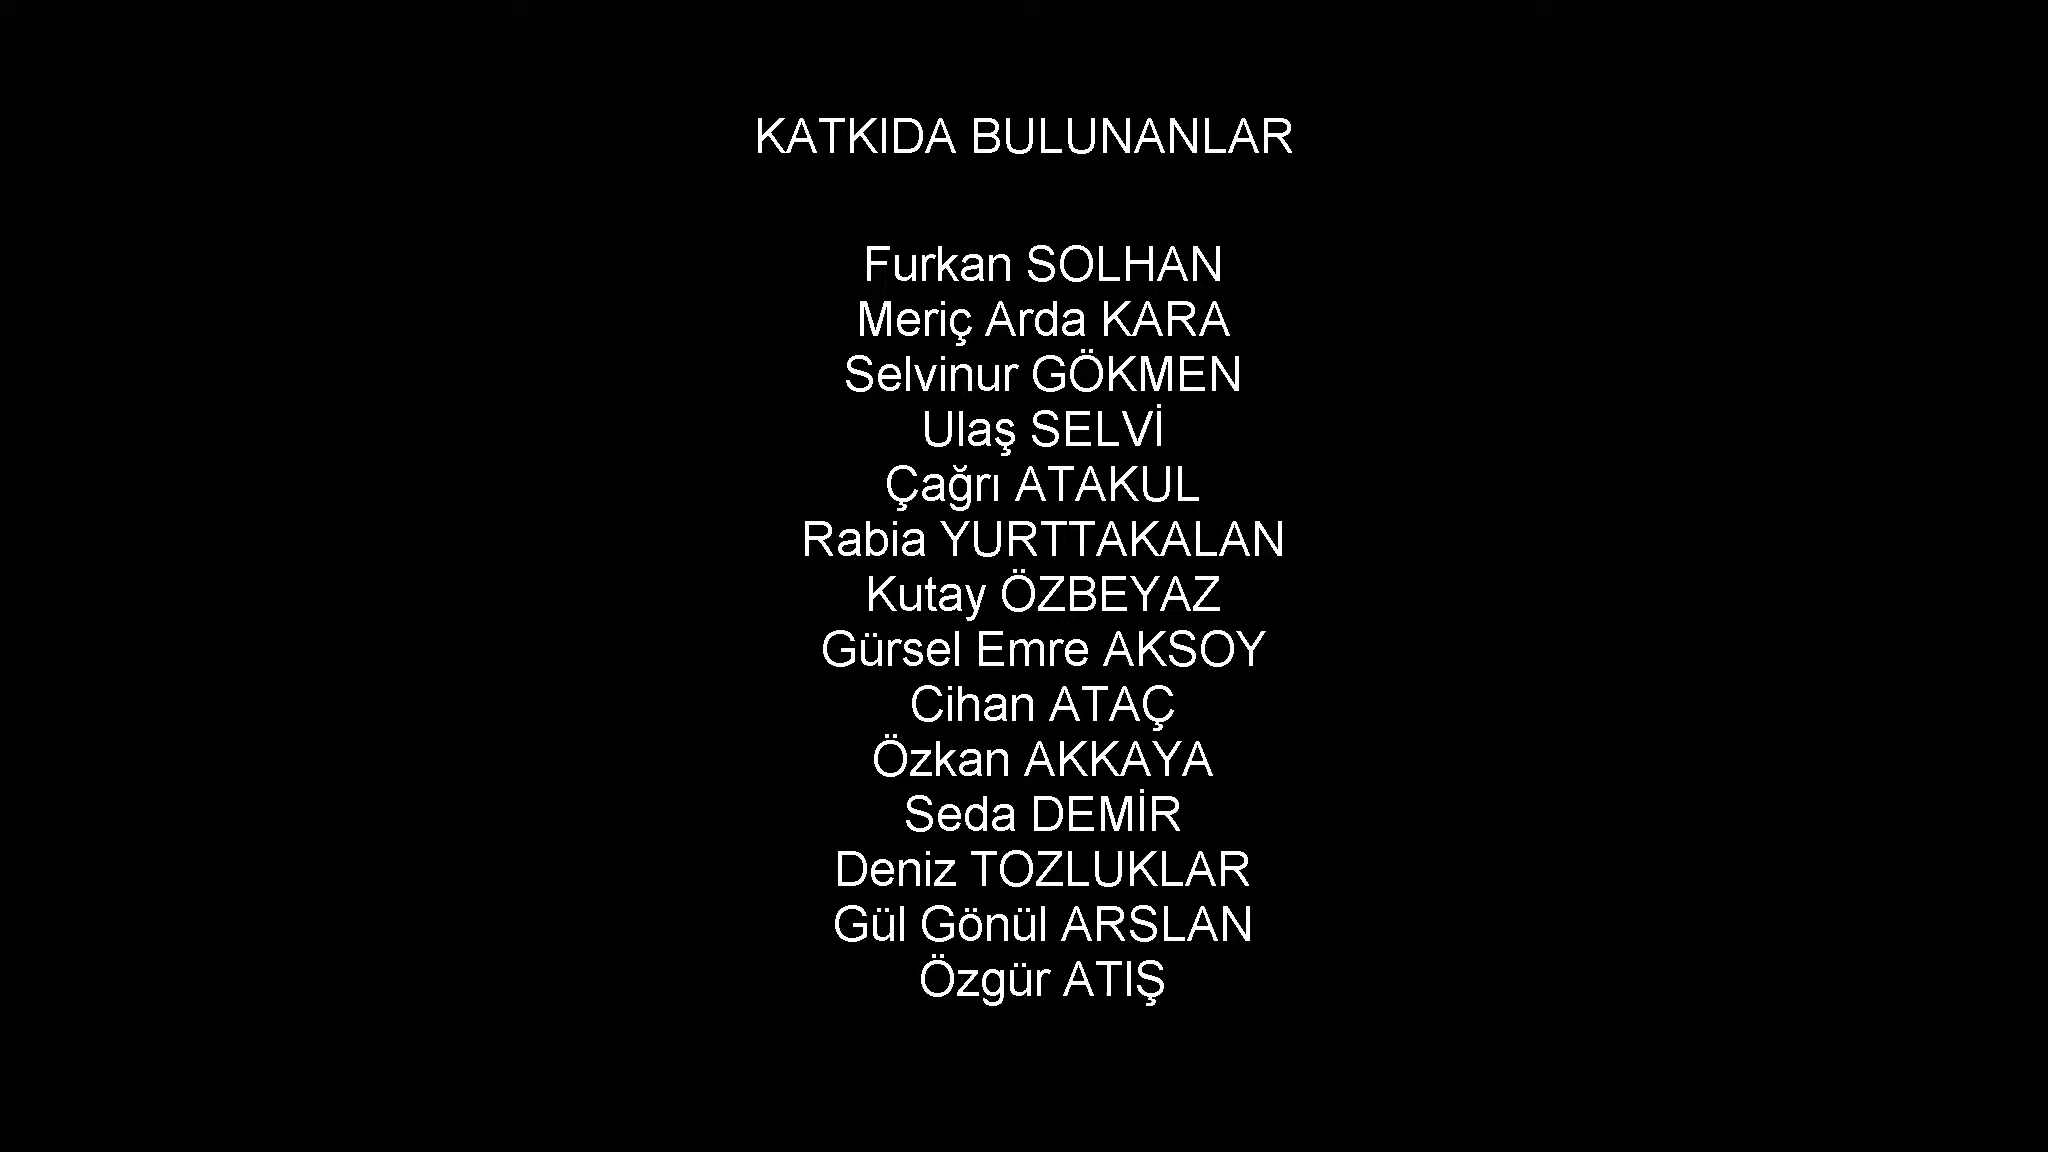 KATKIDA BULUNANLAR
Furkan SOLHAN
Meriç Arda KARA
Selvinur GÖKMEN
Ulaş SELVİ
Çağrı ATAKUL
Rabia YURTTAKALAN
Kutay ÖZBEYAZ
Gürsel Emre AKSOY
Cihan ATAÇ
Özkan AKKAYA
Seda DEMİR
Deniz TOZLUKLAR
Gül Gönül ARSLAN
Özgür ATIŞ